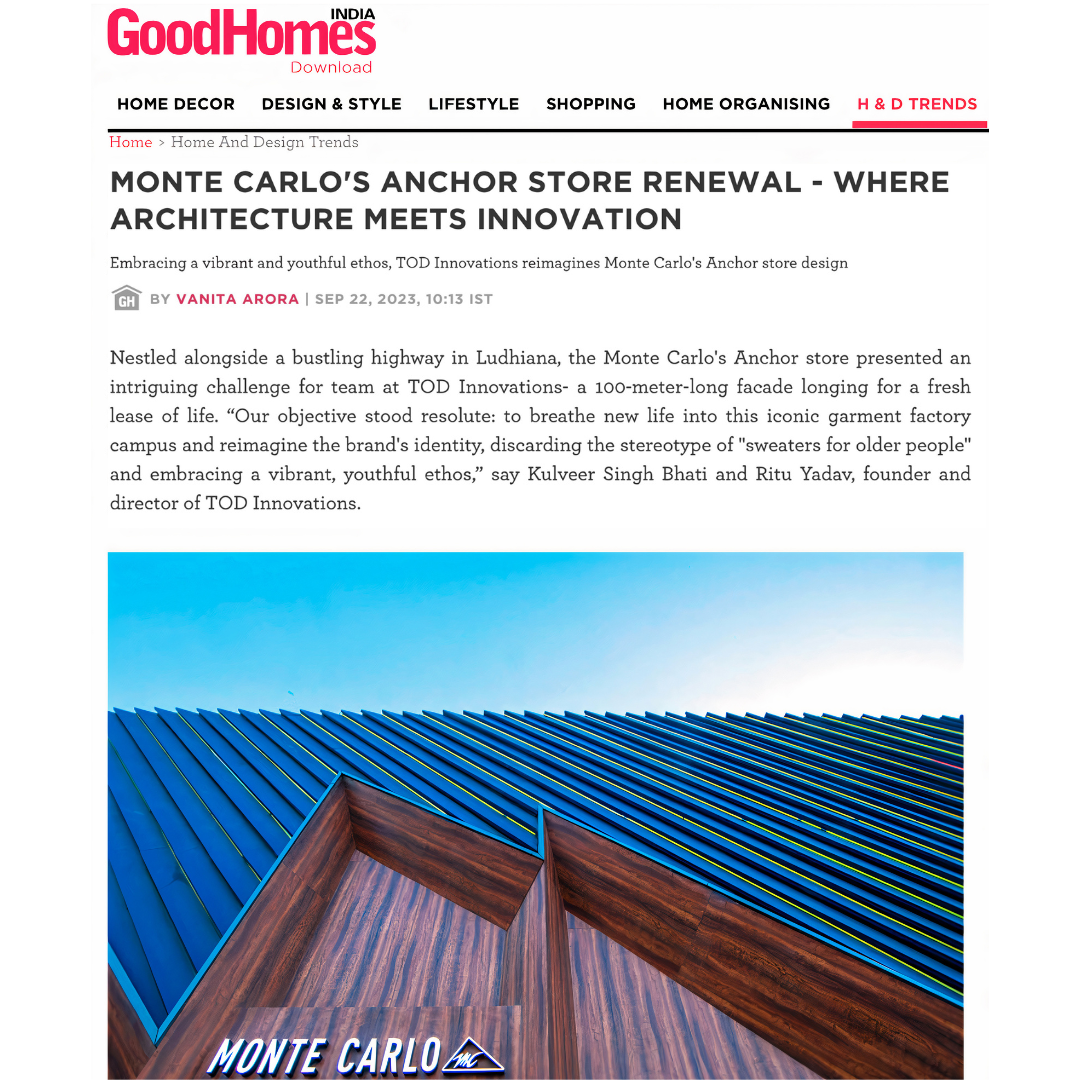 INDIA
GoodHomes
Download
HOME DECOR DESIGN & STYLE LIFESTYLE SHOPPING HOME ORGANISING H & D TRENDS
Home > Home And Design Trends
MONTE CARLO'S ANCHOR STORE RENEWAL - WHERE
ARCHITECTURE MEETS INNOVATION
Embracing a vibrant and youthful ethos, TOD Innovations reimagines Monte Carlo's Anchor store design
GH BY VANITA ARORA | SEP 22, 2023, 10:13 IST
Nestled alongside a bustling highway in Ludhiana, the Monte Carlo's Anchor store presented an
intriguing challenge for team at TOD Innovations- a 100-meter-long facade longing for a fresh
lease of life. “Our objective stood resolute: to breathe new life into this iconic garment factory
campus and reimagine the brand's identity, discarding the stereotype of "sweaters for older people"
and embracing a vibrant, youthful ethos,” say Kulveer Singh Bhati and Ritu Yadav, founder and
director of TOD Innovations.
MONTE CARLO MC